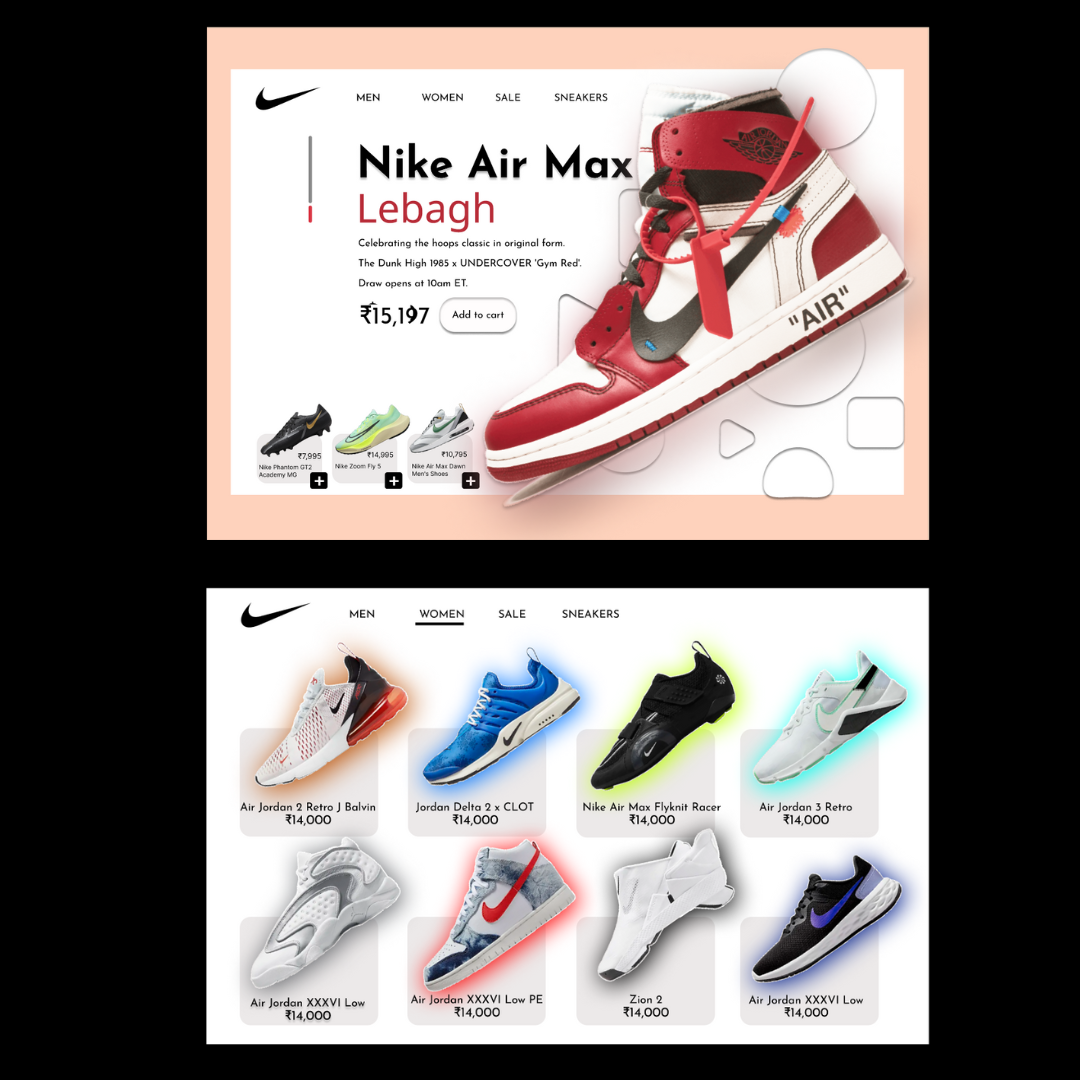 MEN WOMEN SALE SNEAKERS
Nike Air Max
Lebagh
Celebrating the hoops classic in original form.
The Dunk High 1985 x UNDERCOVER 'Gym Red'.
Draw opens at 10am ET.
₹15,197 Add to cart
"AIR"
₹7,995 ₹14,995 ₹10,795
Nike Phantom GT2 Nike Zoom Fly 5 Nike Air Max Dawn
Academy MG Men's Shoes
MEN WOMEN SALE SNEAKERS
Air Jordan 2 Retro J Balvin Jordan Delta 2 x CLOT Nike Air Max Flyknit Racer Air Jordan 3 Retro
₹14,000 ₹14,000 ₹14,000 ₹14,000
Air Jordan XXXVI Low Air Jordan XXXVI Low PE Zion 2 Air Jordan XXXVI Low
₹14,000 ₹14,000 ₹14,000 ₹14,000